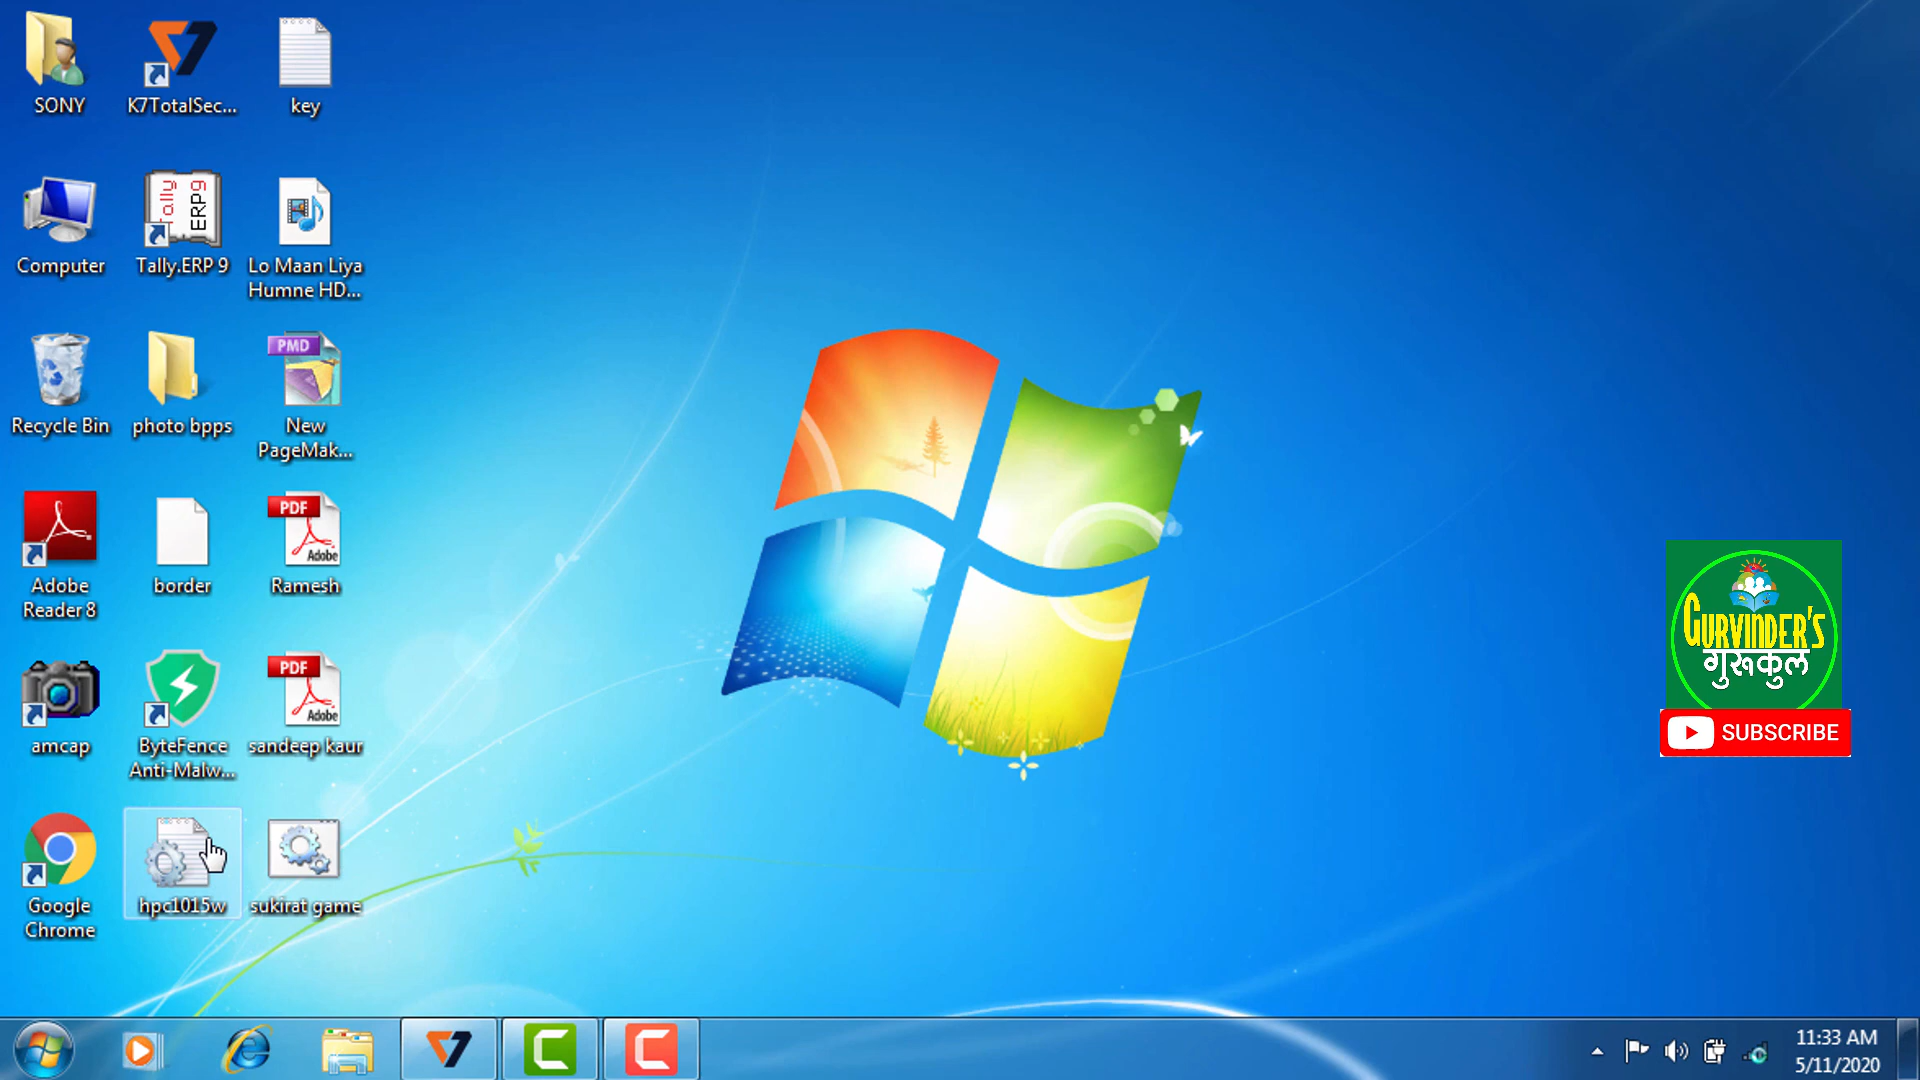 SONY
K7TotalSec...
key
Computer
Tally
ERP9
Tally.ERP 9
Lo Maan Liya
Humne HD...
Recycle Bin
photo bpps
PMD
New
PageMak...
Adobe
Reader 8
border
PDF
Adobe
Ramesh
amcap
ByteFence
Anti-Malw...
PDF
Adobe
sandeep kaur
Google
Chrome
hpc1015w
sukirat game
GURVINDER'S
गुरूकुल
SUBSCRIBE
11:33 AM
5/11/2020